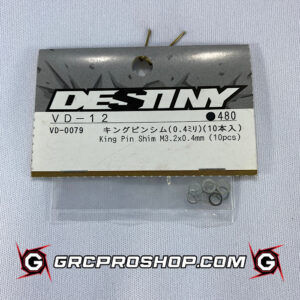 DESTINY
VD-12 ●480
VD-0079 キングピンシム(0.4ミリ)(10本入)
King Pin Shim M3.2x0.4mm (10pcs)
GRCPROSHOP.COM